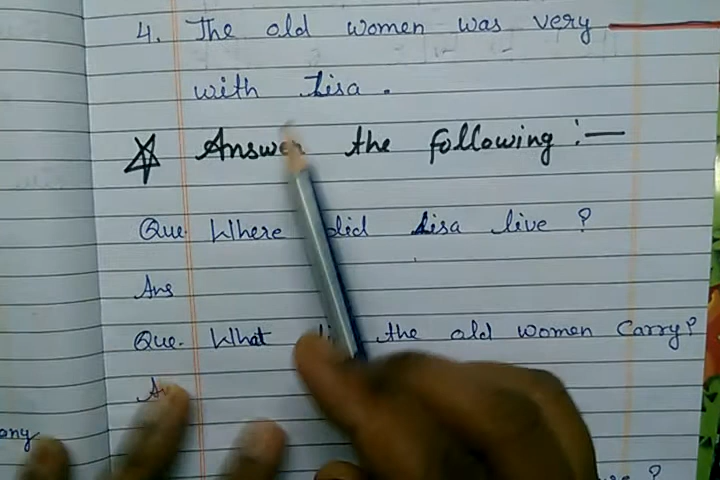 4. The old women was very
with Lisa.
Answer the following :-
Que. Where did Lisa live ?
Ans
Que. What the old women Carry?
ony
?